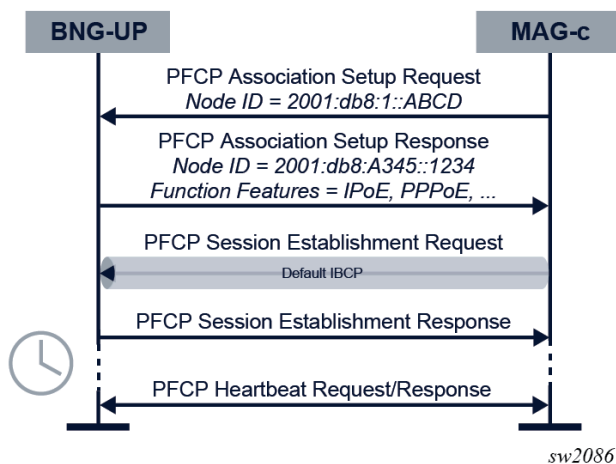 BNG-UP
MAG-c
PFCP Association Setup Request
Node ID = 2001:db8:1::ABCD
PFCP Association Setup Response
Node ID = 2001:db8:A345::1234
Function Features = IPoE, PPPoE, ...
PFCP Session Establishment Request
Default IBCP
PFCP Session Establishment Response
PFCP Heartbeat Request/Response
sw2086